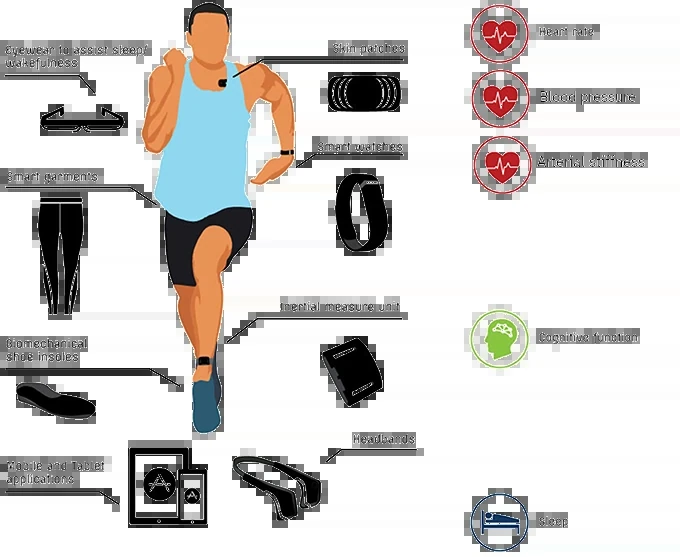 Eyewear to assist sleep/
wakefulness
Skin patches
Smart watches
Smart garments
Inertial measure unit
Biomechanical
shoe insoles
Headbands
Mobile and Tablet
applications
Heart rate
Blood pressure
Arterial stiffness
Cognitive function
Sleep